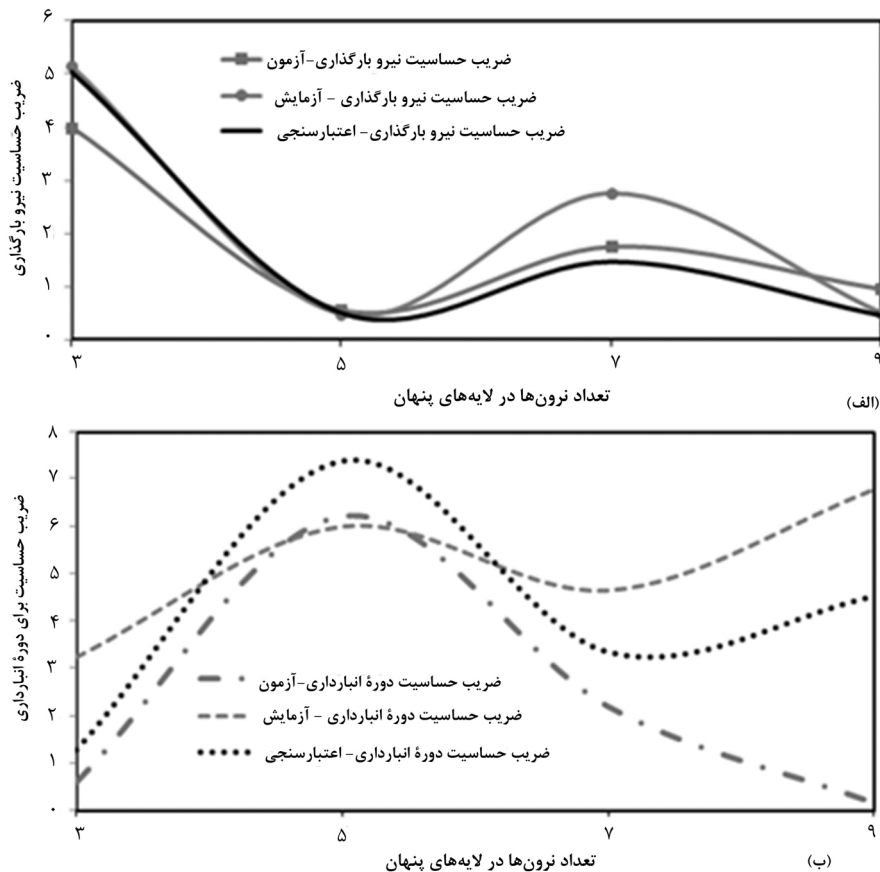 ضریب حساسیت نیرو بارگذاری
۶
۵
۴
۳
۲
۱
۰
ضریب حساسیت نیرو بارگذاری-آزمون
ضریب حساسیت نیرو بارگذاری - آزمایش
ضریب حساسیت نیرو بارگذاری- اعتبارسنجی
۳ ۵ ۷ ۹
تعداد نرون‌ها در لایه‌های پنهان
(الف)
ضریب حساسیت برای دورهٔ انبارداری
۸
۷
۶
۵
۴
۳
۲
۱
۰
ضریب حساسیت دورهٔ انبارداری-آزمون
ضریب حساسیت دورهٔ انبارداری - آزمایش
ضریب حساسیت دورهٔ انبارداری- اعتبارسنجی
۳ ۵ ۷ ۹
تعداد نرون‌ها در لایه‌های پنهان
(ب)